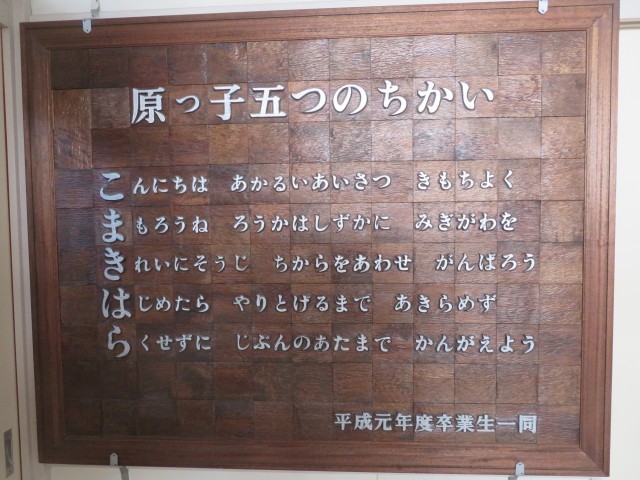 原っ子五つのちかい
こんにちは　あかるいあいさつ　きもちよく
まもろうね　ろうかはしずかに　みぎがわを
きれいにそうじ　ちからをあわせ　がんばろう
はじめたら　やりとげるまで　あきらめず
らくせずに　じぶんのあたまで　かんがえよう
平成元年度卒業生一同